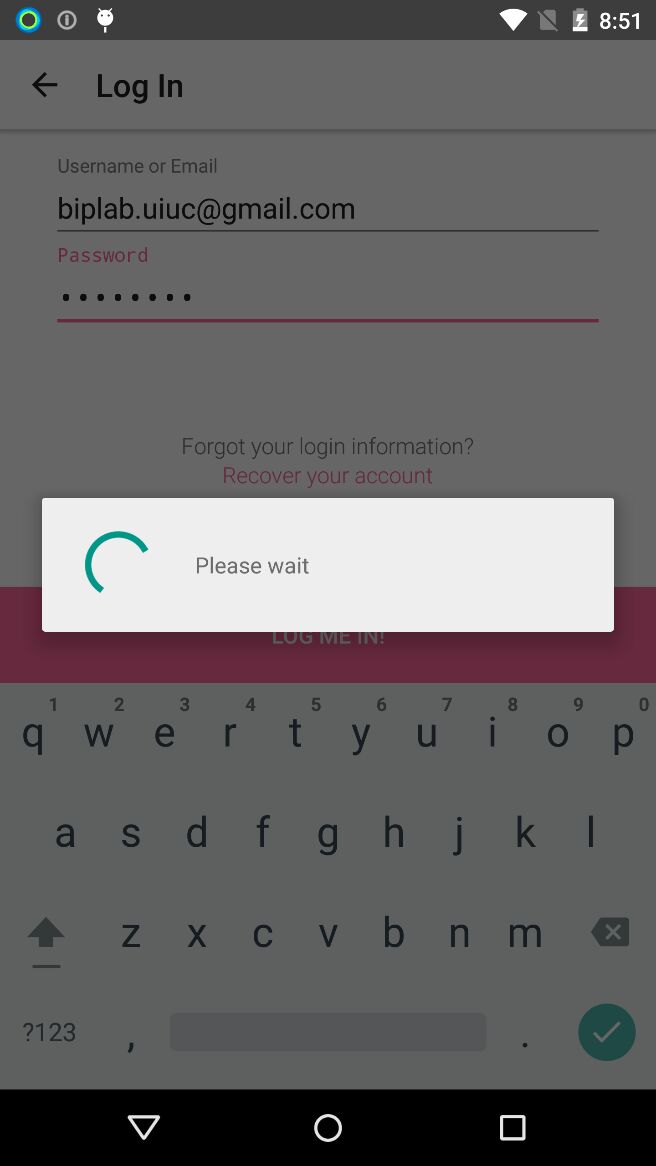 8:51
Log In
Username or Email
biplab.uiuc@gmail.com
Password
••••••••
Forgot your login information?
Recover your account
Please wait
LOG ME IN!
1 2 3 4 5 6 7 8 9 0
q w e r t y u i o p
a s d f g h j k l
z x c v b n m
?123 , .